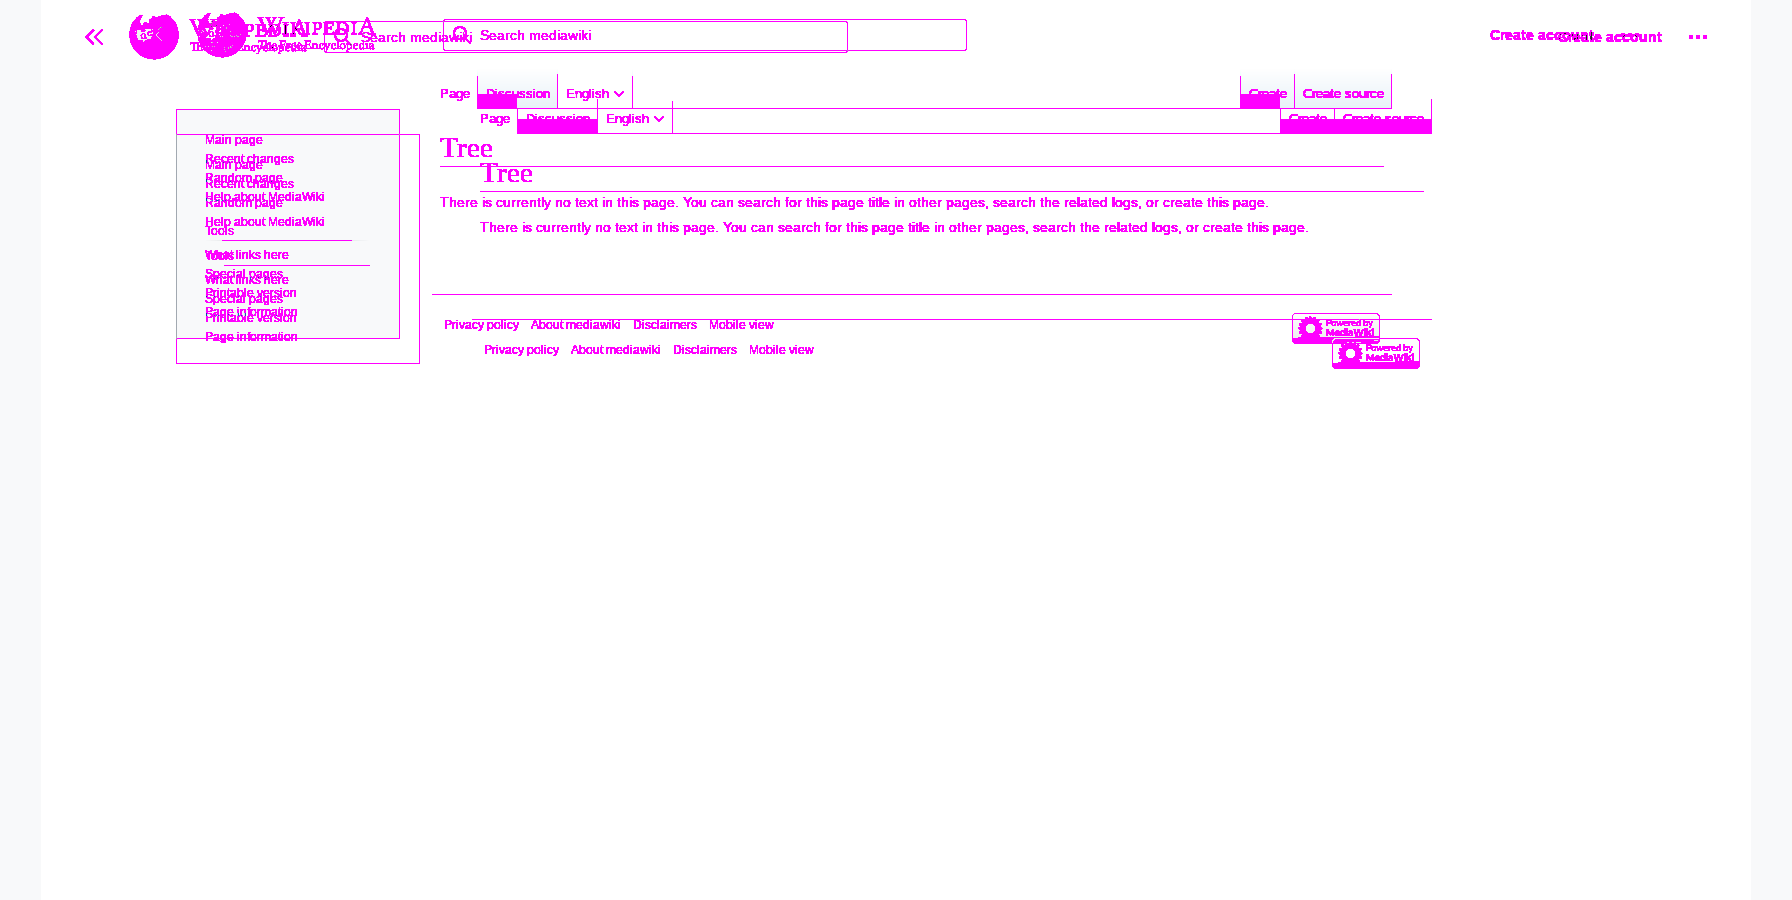 WIKIPEDIA
The Free Encyclopedia
WIKIPEDIA
The Free Encyclopedia
Search mediawiki
Search mediawiki
Create account
Create account
Page Discussion English
Create Create source
Page Discussion English
Create Create source
Tree
Tree
Main page
Recent changes
Main page
Random page
Recent changes
Help about MediaWiki
Random page
Help about MediaWiki
Tools
What links here
Tools
Special pages
What links here
Printable version
Special pages
Page information
Printable version
Page information
There is currently no text in this page. You can search for this page title in other pages, search the related logs, or create this page.
There is currently no text in this page. You can search for this page title in other pages, search the related logs, or create this page.
Privacy policy About mediawiki Disclaimers Mobile view
Powered by
MediaWiki
Privacy policy About mediawiki Disclaimers Mobile view
Powered by
MediaWiki